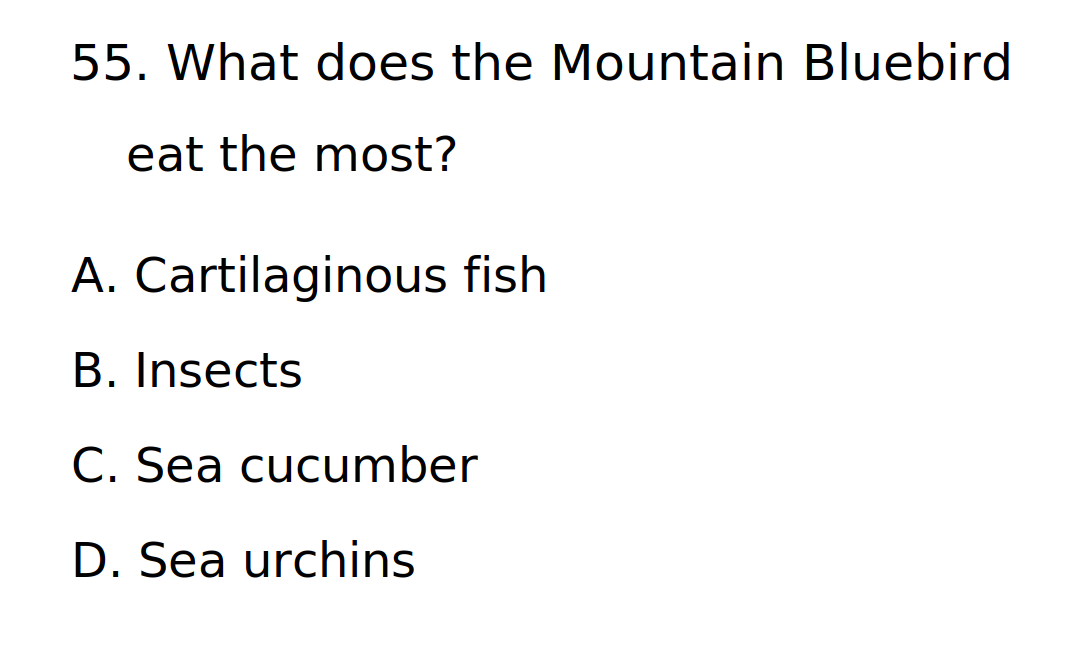 55. What does the Mountain Bluebird
eat the most?
A. Cartilaginous fish
B. Insects
C. Sea cucumber
D. Sea urchins